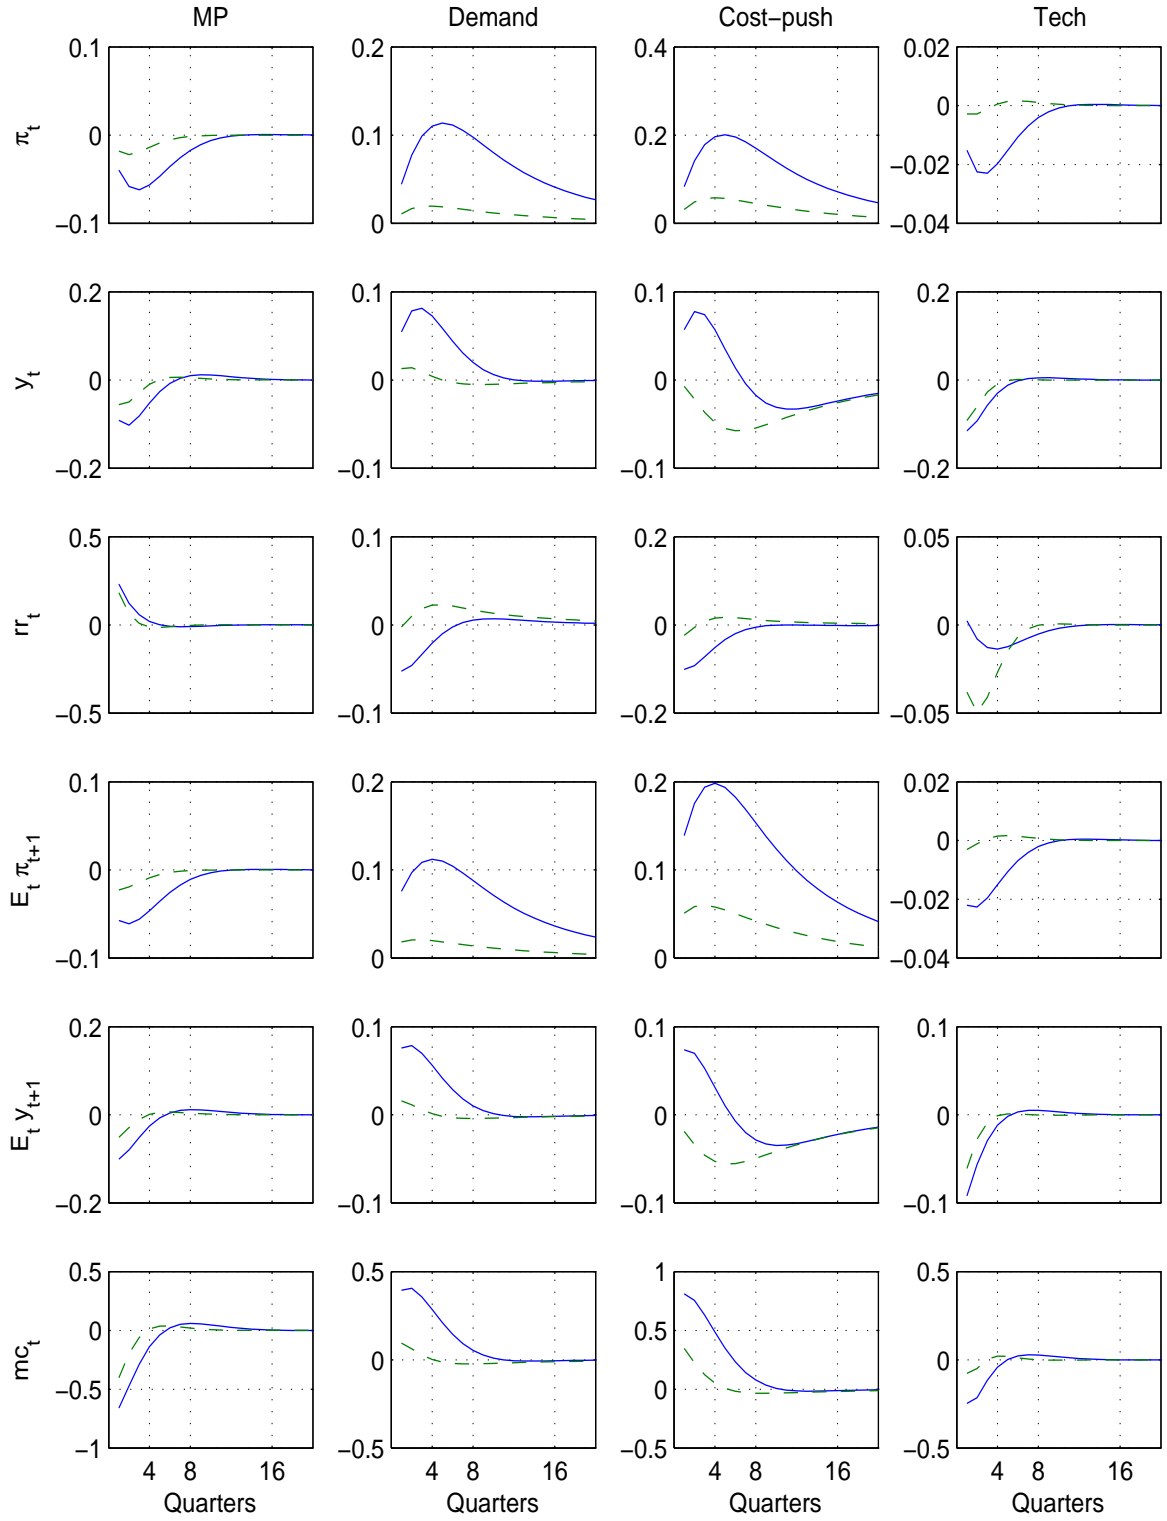 MP Demand Cost−push Tech
π_t 0.1 0 −0.1 0.2 0.1 0 0.4 0.2 0 0.02 0 −0.02 −0.04
y_t 0.2 0 −0.2 0.1 0 −0.1 0.1 0 −0.1 0.2 0 −0.2
rr_t 0.5 0 −0.5 0.1 0 −0.1 0.2 0 −0.2 0.05 0 −0.05
E_t π_{t+1} 0.1 0 −0.1 0.2 0.1 0 0.2 0.1 0 0.02 0 −0.02 −0.04
E_t y_{t+1} 0.2 0 −0.2 0.1 0 −0.1 0.1 0 −0.1 0.1 0 −0.1
mc_t 0.5 0 −0.5 −1 0.5 0 −0.5 1 0.5 0 −0.5 0.5 0 −0.5
4 8 16 4 8 16 4 8 16 4 8 16
Quarters Quarters Quarters Quarters